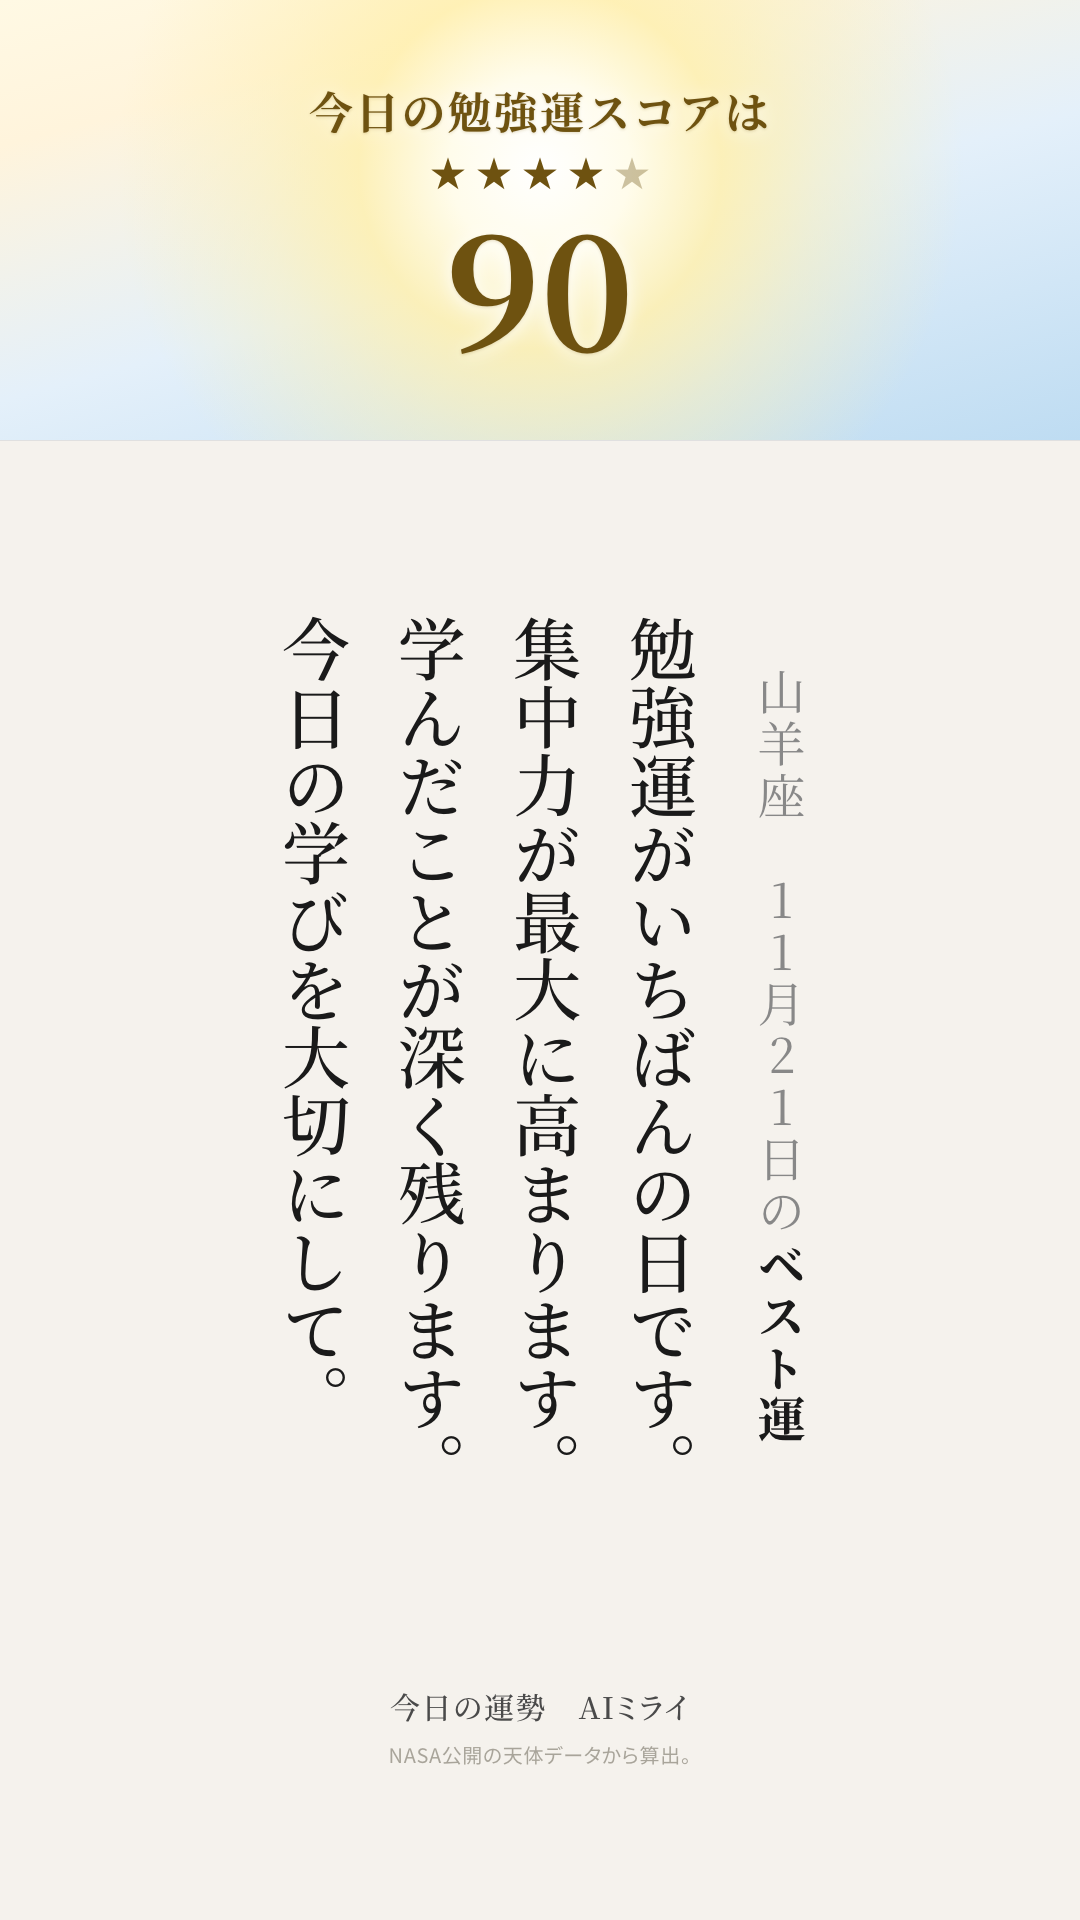 今日の勉強運スコアは
★★★★★
90
山羊座　11月21日のベスト運
勉強運がいちばんの日です。
集中力が最大に高まります。
学んだことが深く残ります。
今日の学びを大切にして。
今日の運勢　AIミライ
NASA公開の天体データから算出。